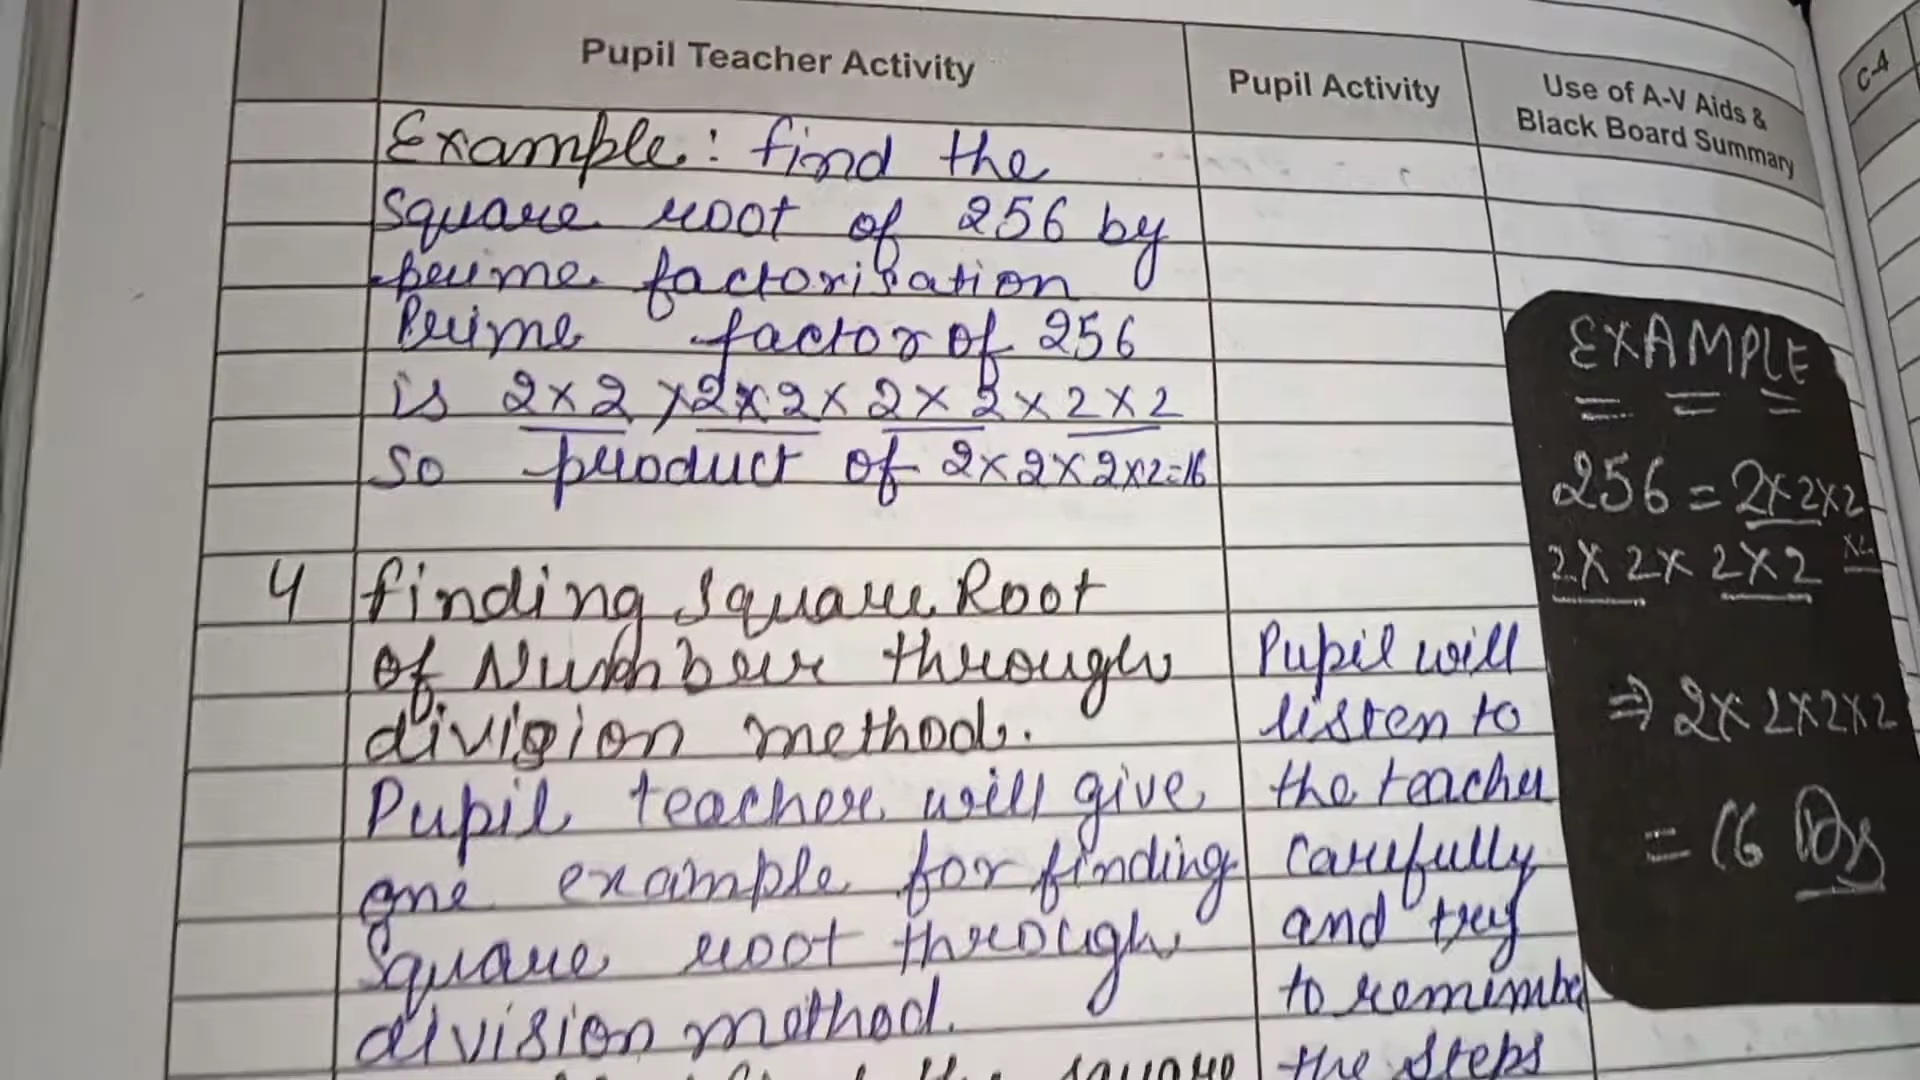 Pupil Teacher Activity
Pupil Activity
Use of A-V Aids &
Black Board Summary
C-4
Example: find the
square root of 256 by
prime factorisation
Prime factor of 256
is 2×2×2×2×2×2×2×2
so product of 2×2×2×2=16
4 finding Square Root
of Number through
division method.
Pupil teacher will give
one example for finding
Square root through
division method.
square
Pupil will
listen to
the teacher
carefully
and try
to remimber
the steps
EXAMPLE
256 = 2×2×2
×2
2×2×2×2
⇒ 2×2×2×2
= 16 Ans